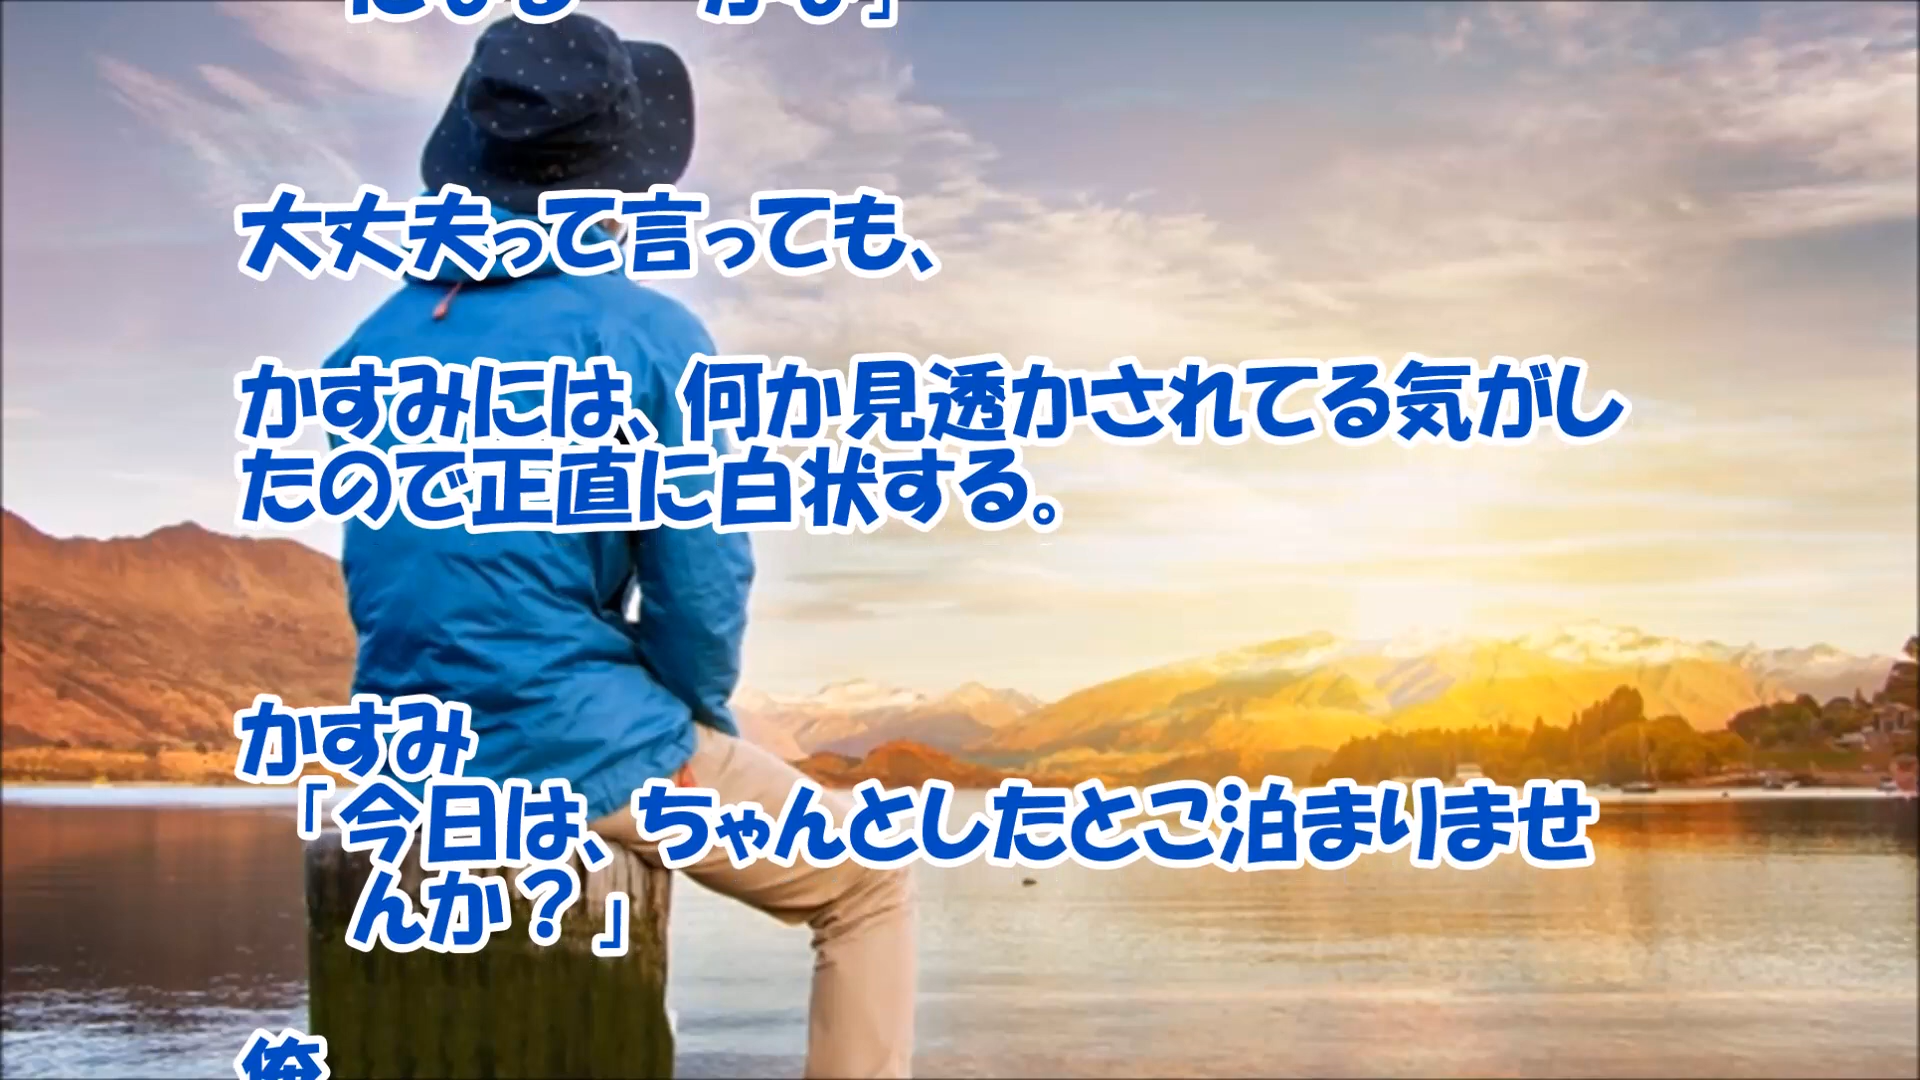 大丈夫って言っても、
かすみには、何か見透かされてる気がし
たので正直に白状する。
かすみ
「今日は、ちゃんとしたとこ泊まりませ
んか？」
俺